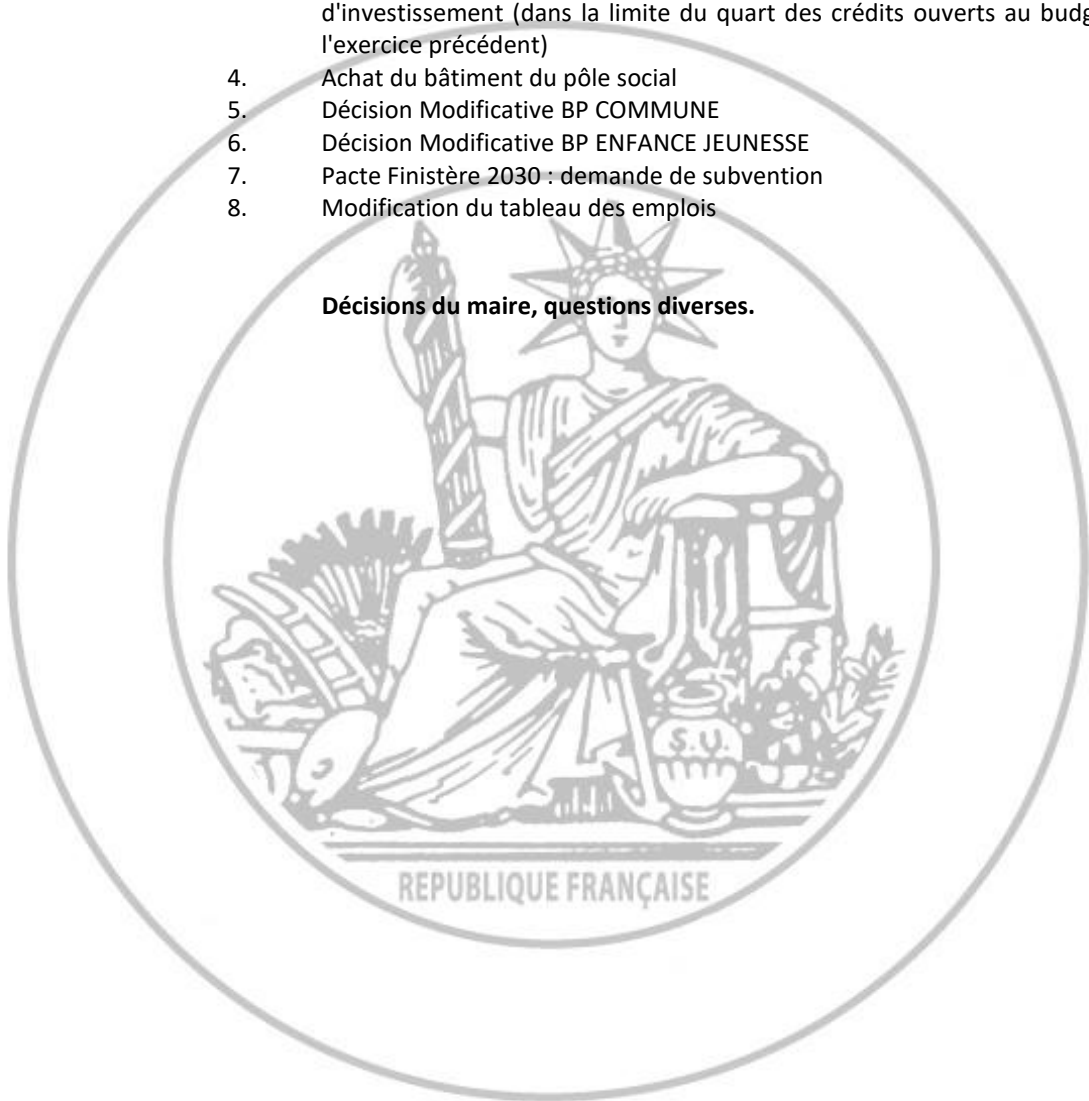 d'investissement (dans la limite du quart des crédits ouverts au
l'exercice précédent)
4. Achat du bâtiment du pôle social
5. Décision Modificative BP COMMUNE
6. Décision Modificative BP ENFANCE JEUNESSE
7. Pacte Finistère 2030 : demande de subvention
8. Modification du tableau des emplois
Décisions du maire, questions diverses.
S.U.
REPUBLIQUE FRANÇAISE